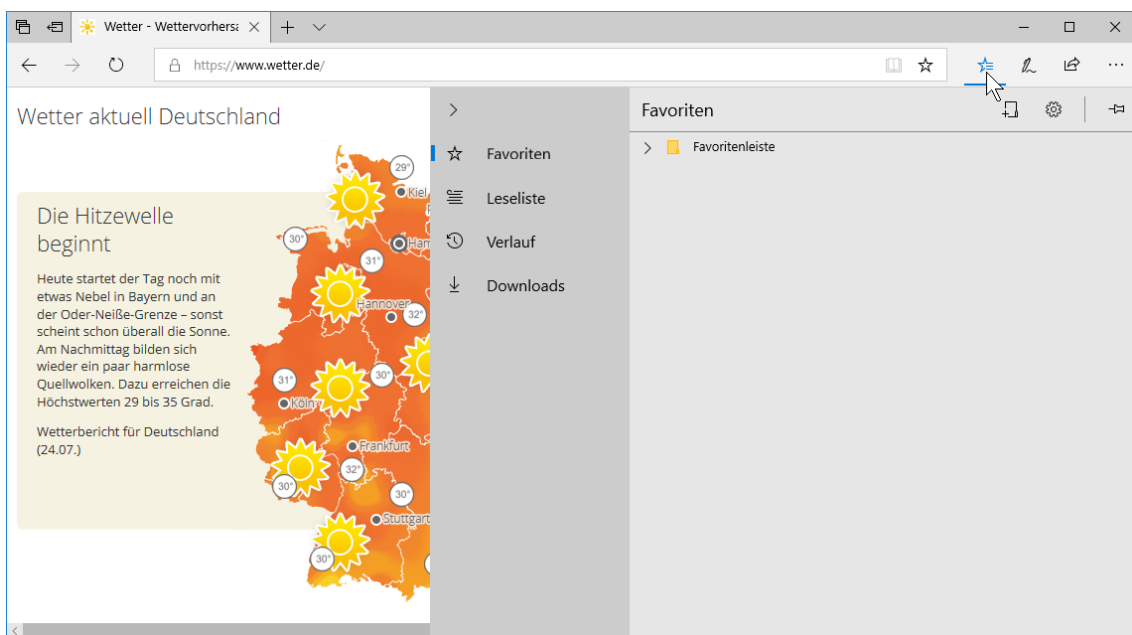 Wetter - Wettervorhersa
https://www.wetter.de/
Wetter aktuell Deutschland
Die Hitzewelle
beginnt
Heute startet der Tag noch mit
etwas Nebel in Bayern und an
der Oder-Neiße-Grenze – sonst
scheint schon überall die Sonne.
Am Nachmittag bilden sich
wieder ein paar harmlose
Quellwolken. Dazu erreichen die
Höchstwerten 29 bis 35 Grad.
Wetterbericht für Deutschland
(24.07.)
29°
Kiel
30°
Ham
31°
Hannover
32°
31°
30°
Köln
Frankfurt
32°
30°
30°
Stuttgart
30°
Favoriten
Leseliste
Verlauf
Downloads
Favoriten
Favoritenleiste